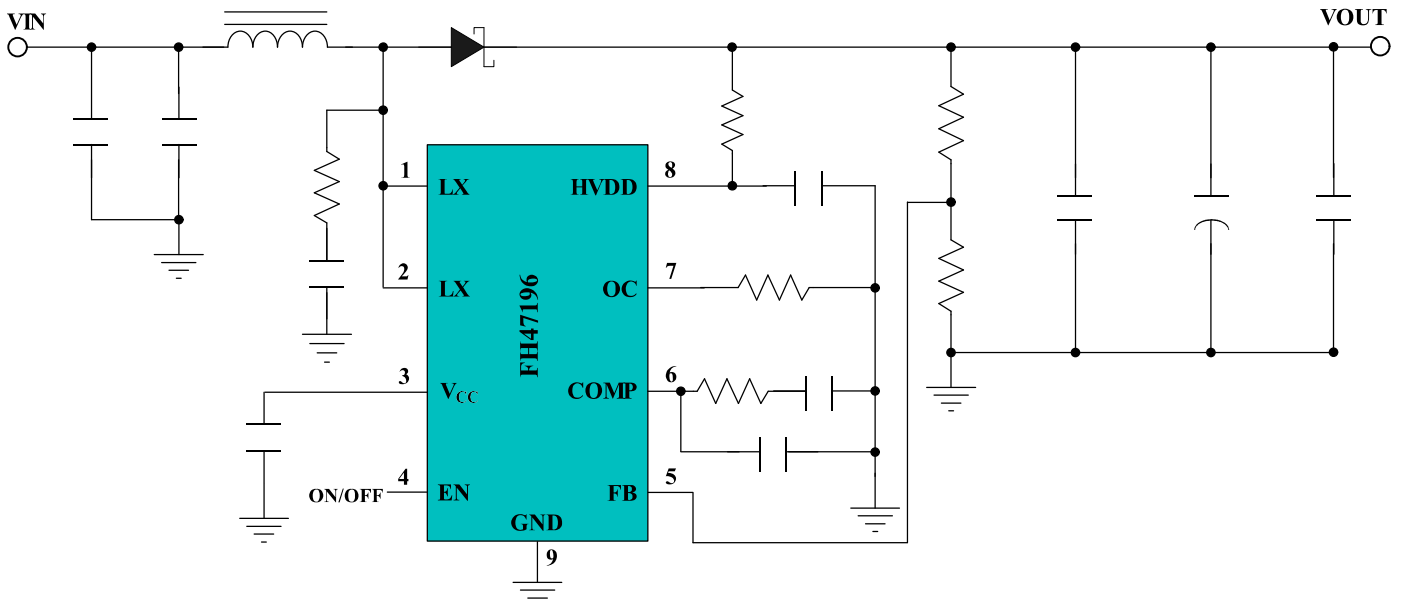 VIN
VOUT
1
LX
HVDD
8
2
LX
OC
7
FH47196
3
VCC
COMP
6
ON/OFF
4
EN
FB
5
GND
9